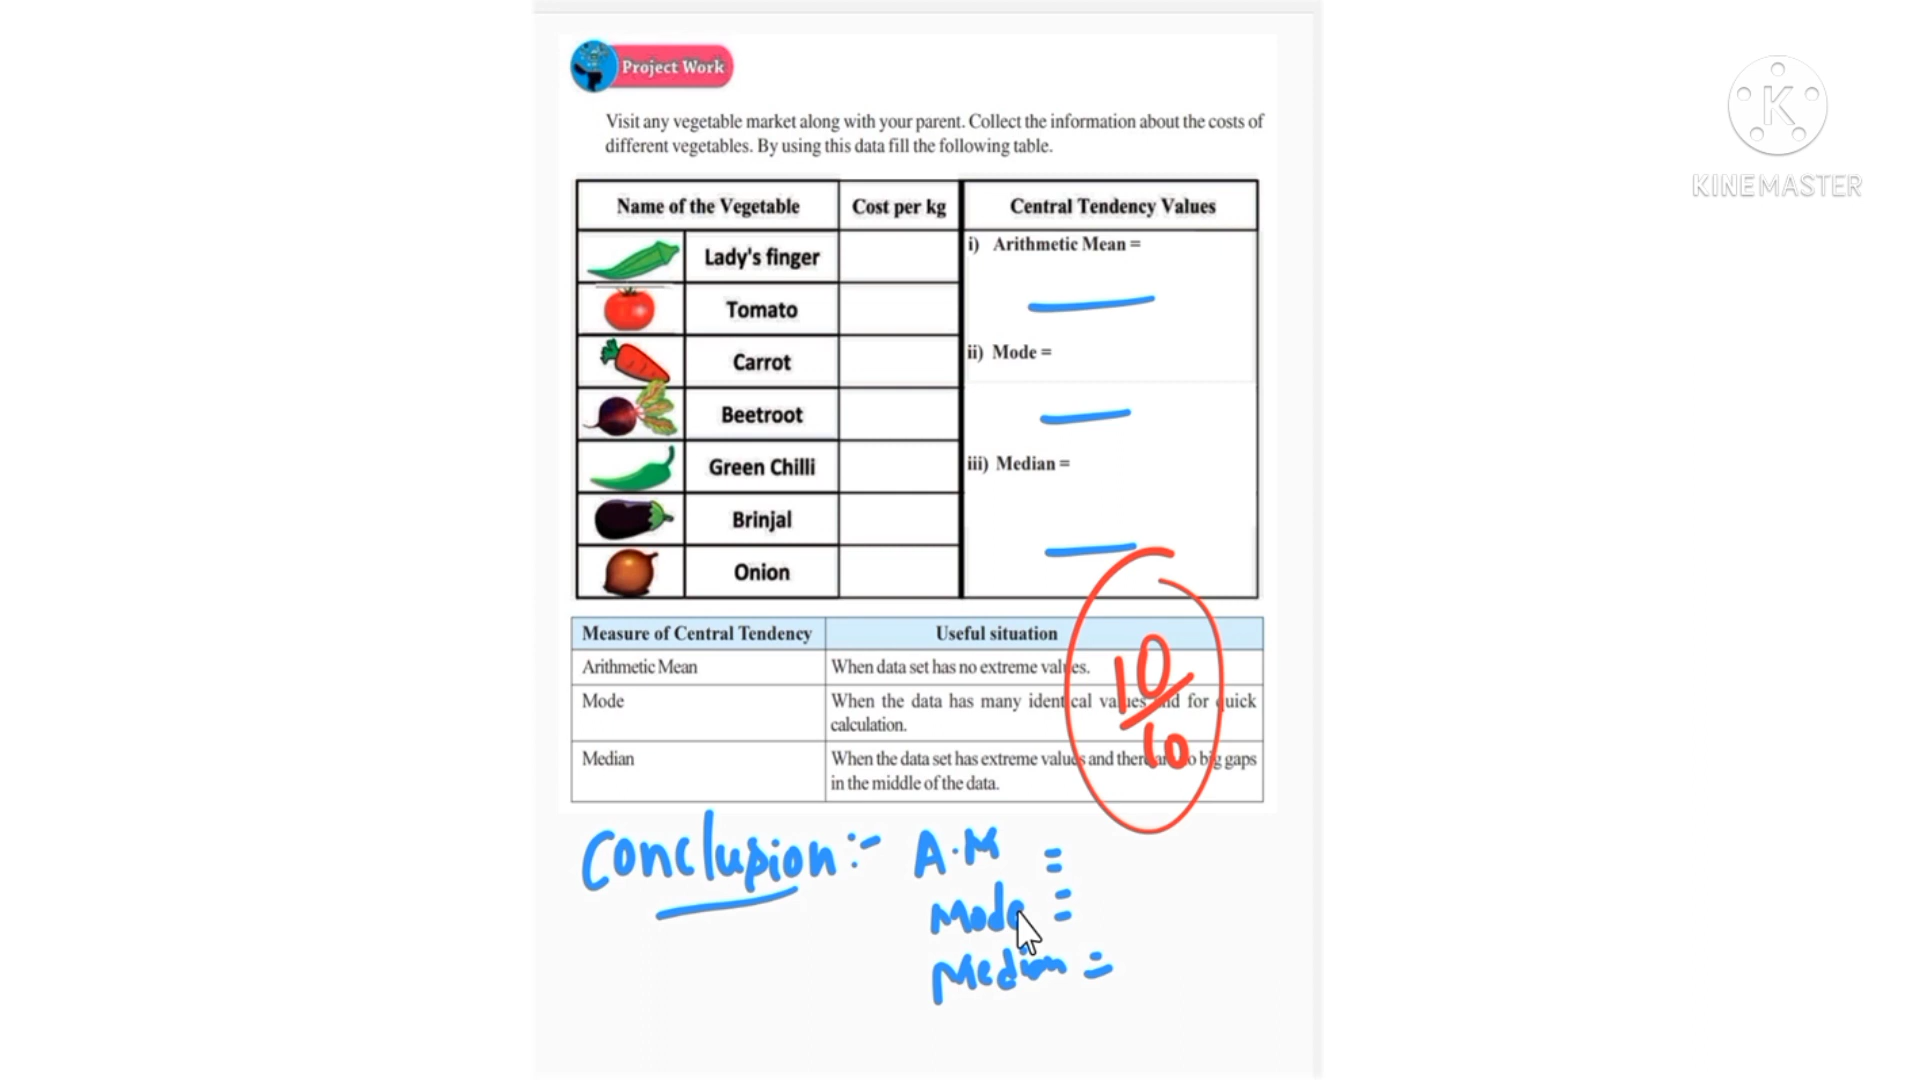 Project Work
KINEMASTER
Visit any vegetable market along with your parent. Collect the information about the costs of
different vegetables. By using this data fill the following table.
Name of the Vegetable Cost per kg Central Tendency Values
Lady's finger
Tomato
Carrot
Beetroot
Green Chilli
Brinjal
Onion
i) Arithmetic Mean =
ii) Mode =
iii) Median =
Measure of Central Tendency Useful situation
Arithmetic Mean When data set has no extreme values.
Mode When the data has many identical values and for quick
calculation.
Median When the data set has extreme values and there are no big gaps
in the middle of the data.
10/10
Conclusion :- A.M =
Mode =
Median =